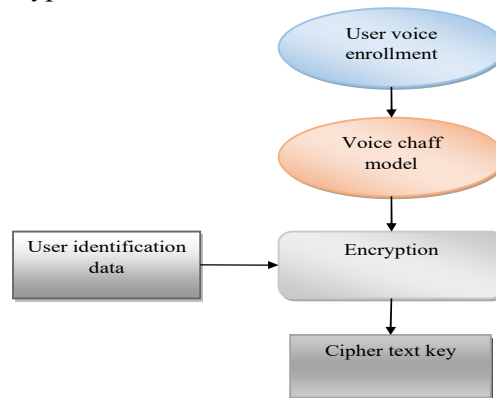 User voice
enrollment
Voice chaff
model
User identification
data
Encryption
Cipher text key